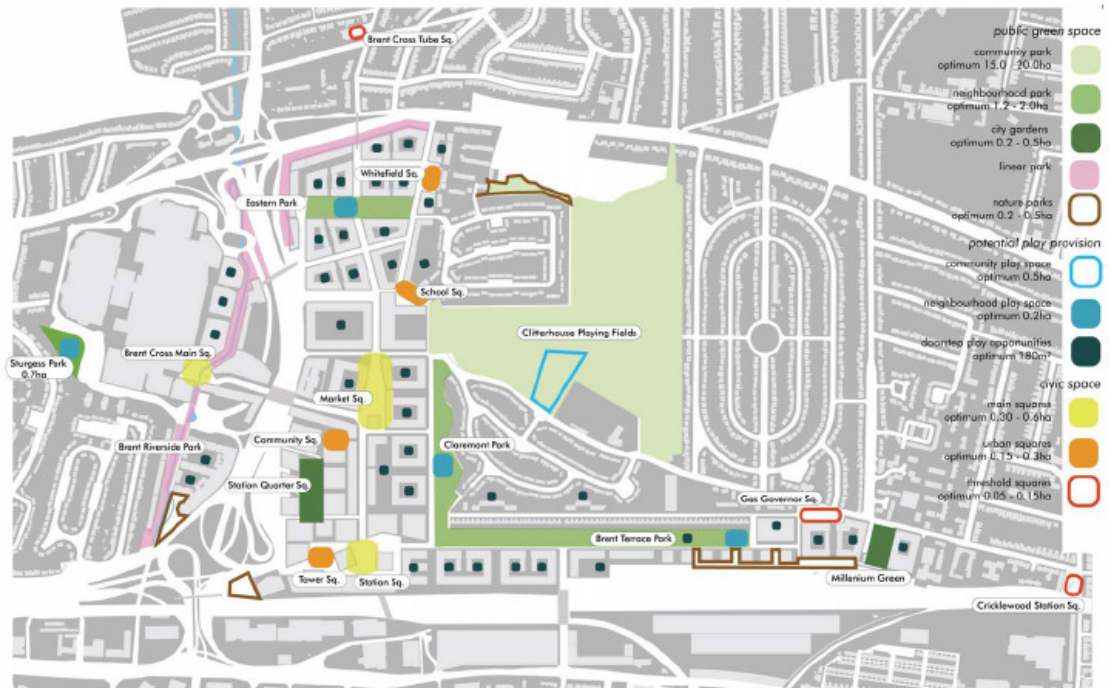 public green space
community park
optimum 15.0 - 20.0ha
neighbourhood park
optimum 1.2 - 2.0ha
city gardens
optimum 0.2 - 0.5ha
linear park
nature parks
optimum 0.2 - 0.5ha
potential play provision
community play space
optimum 0.5ha
neighbourhood play space
optimum 0.2ha
doorstep play opportunities
optimum 180m²
civic space
main squares
optimum 0.30 - 0.6ha
urban squares
optimum 0.15 - 0.3ha
threshold squares
optimum 0.05 - 0.15ha
Brent Cross Tube Sq.
Whitefield Sq.
Eastern Park
School Sq.
Clitterhouse Playing Fields
Brent Cross Main Sq.
Sturgess Park
0.7ha
Market Sq.
Community Sq.
Brent Riverside Park
Claremont Park
Station Quarter Sq.
Gas Governor Sq.
Brent Terrace Park
Tower Sq.
Station Sq.
Millenium Green
Cricklewood Station Sq.